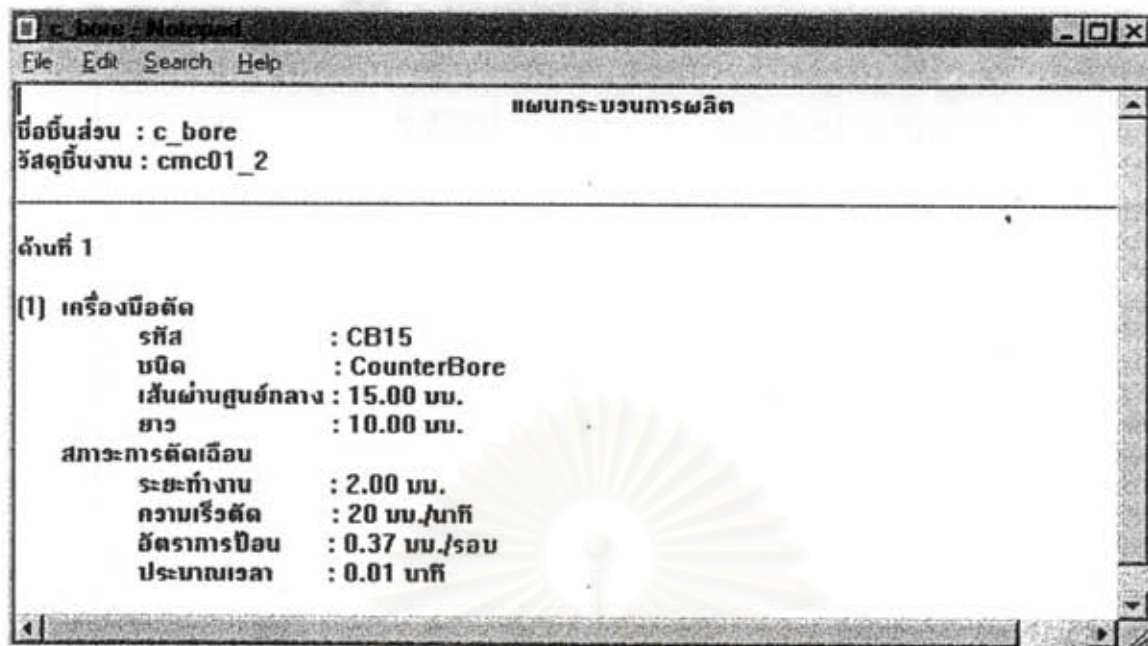 c_bore - Notepad
File Edit Search Help
แผนกระบวนการผลิต
ชื่อชิ้นส่วน : c_bore
วัสดุชิ้นงาน : cmc01_2
ด้านที่ 1
(1) เครื่องมือตัด
รหัส : CB15
ชนิด : CounterBore
เส้นผ่านศูนย์กลาง : 15.00 มม.
ยาว : 10.00 มม.
สภาวะการตัดเฉือน
ระยะทำงาน : 2.00 มม.
ความเร็วตัด : 20 มม./นาที
อัตราการป้อน : 0.37 มม./รอบ
ประมาณเวลา : 0.01 นาที